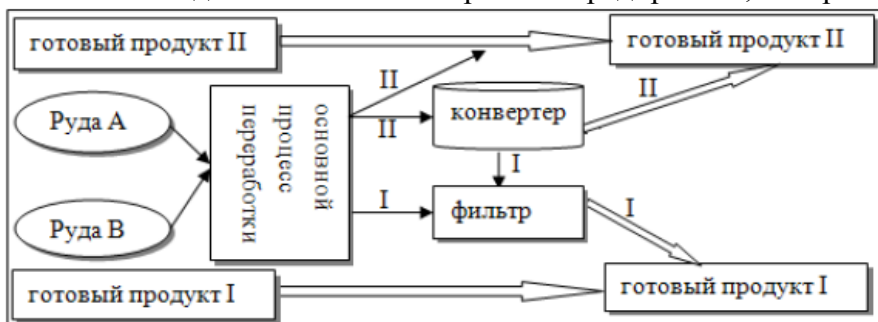 готовый продукт II
готовый продукт II
II
II
II
Руда А
основной
процесс
переработки
конвертер
I
I
I
фильтр
Руда В
готовый продукт I
готовый продукт I